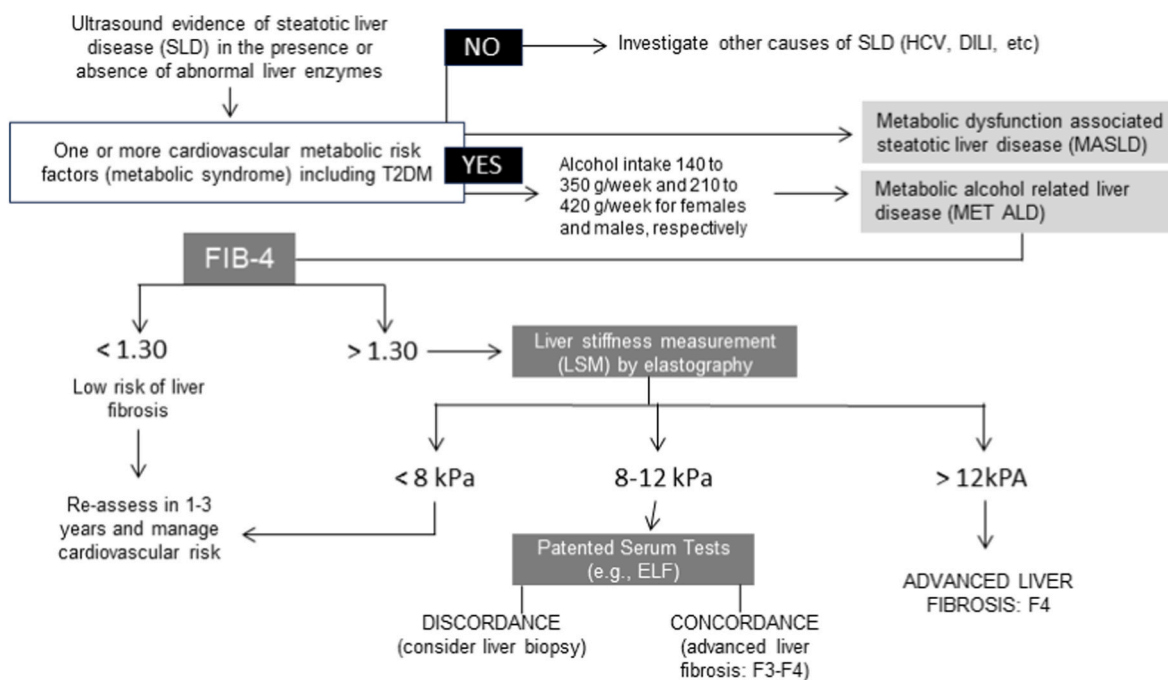 Ultrasound evidence of steatotic liver
disease (SLD) in the presence or
absence of abnormal liver enzymes
NO
Investigate other causes of SLD (HCV, DILI, etc)
One or more cardiovascular metabolic risk
factors (metabolic syndrome) including T2DM
YES
Metabolic dysfunction associated
steatotic liver disease (MASLD)
Alcohol intake 140 to
350 g/week and 210 to
420 g/week for females
and males, respectively
Metabolic alcohol related liver
disease (MET ALD)
FIB-4
< 1.30
> 1.30
Low risk of liver
fibrosis
Liver stiffness measurement
(LSM) by elastography
< 8 kPa
8-12 kPa
> 12kPA
Re-assess in 1-3
years and manage
cardiovascular risk
Patented Serum Tests
(e.g., ELF)
DISCORDANCE
(consider liver biopsy)
CONCORDANCE
(advanced liver
fibrosis: F3-F4)
ADVANCED LIVER
FIBROSIS: F4